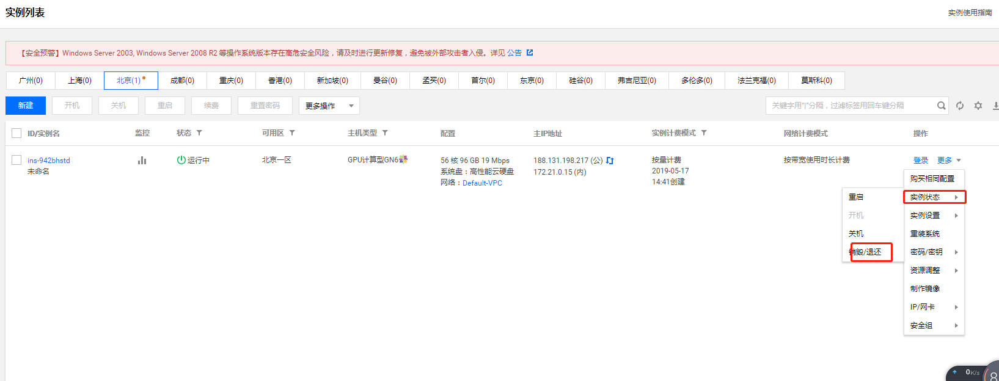 实例列表
实例使用指南
【安全预警】Windows Server 2003, Windows Server 2008 R2 等操作系统版本存在高危安全风险，请及时进行更新修复，避免被外部攻击者入侵。详见 公告
广州(0) 上海(0) 北京(1) 成都(0) 重庆(0) 香港(0) 新加坡(0) 曼谷(0) 孟买(0) 首尔(0) 东京(0) 硅谷(0) 弗吉尼亚(0) 多伦多(0) 法兰克福(0) 莫斯科(0)
新建 开机 关机 重启 续费 重置密码 更多操作 关键字用"|"分隔，过滤标签用回车键分隔
ID/实例名 监控 状态 可用区 主机类型 配置 主IP地址 实例计费模式 网络计费模式 操作
ins-942bhstd 运行中 北京一区 GPU计算型GN6 56 核 96 GB 19 Mbps 188.131.198.217 (公) 按量计费 按带宽使用时长计费 登录 更多
未命名 系统盘：高性能云硬盘 172.21.0.15 (内) 2019-05-17
网络：Default-VPC 14:41创建
购买相同配置
重启 实例状态
开机 实例设置
关机 重装系统
销毁/退还 密码/密钥
资源调整
制作镜像
IP/网卡
安全组
0K/s 8